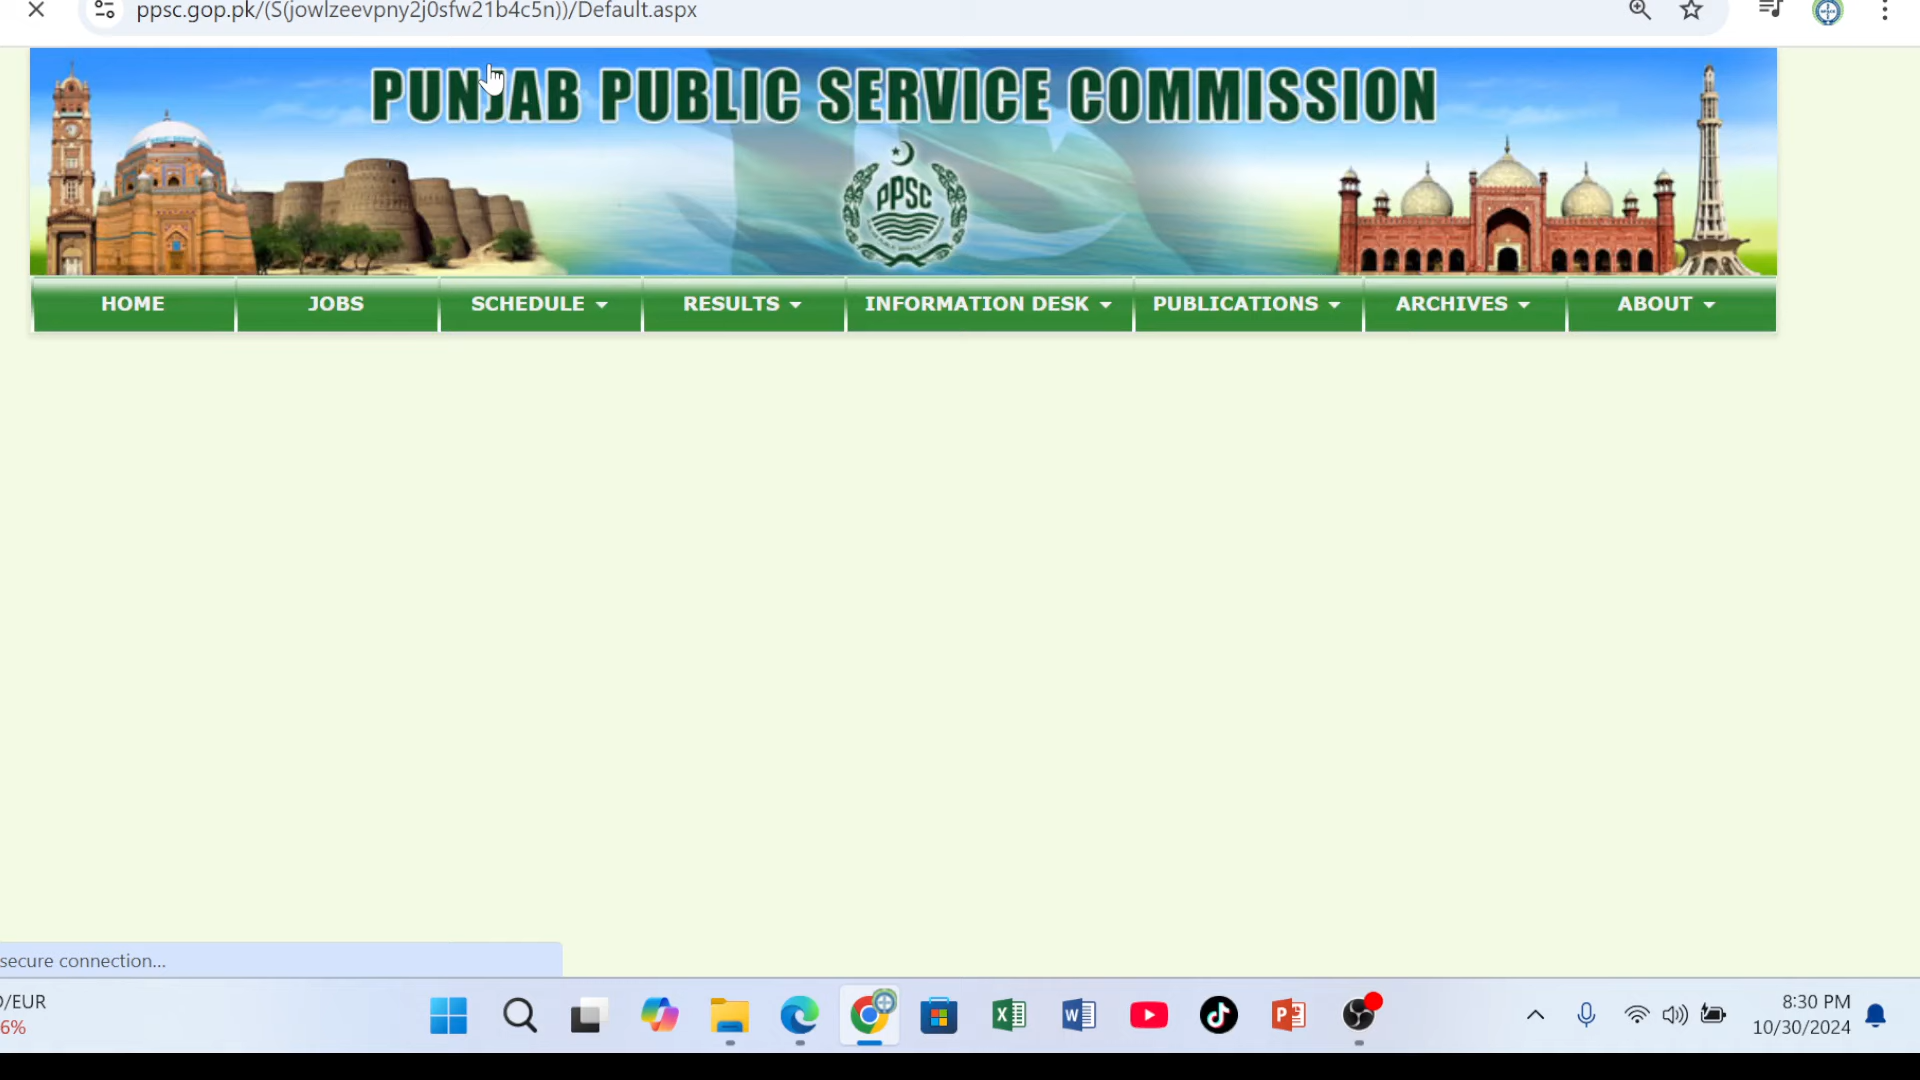 ppsc.gop.pk/(S(jowlzeevpny2j0sfw21b4c5n))/Default.aspx
PUNJAB PUBLIC SERVICE COMMISSION
PPSC
HOME JOBS SCHEDULE RESULTS INFORMATION DESK PUBLICATIONS ARCHIVES ABOUT
secure connection...
/EUR
6%
8:30 PM
10/30/2024